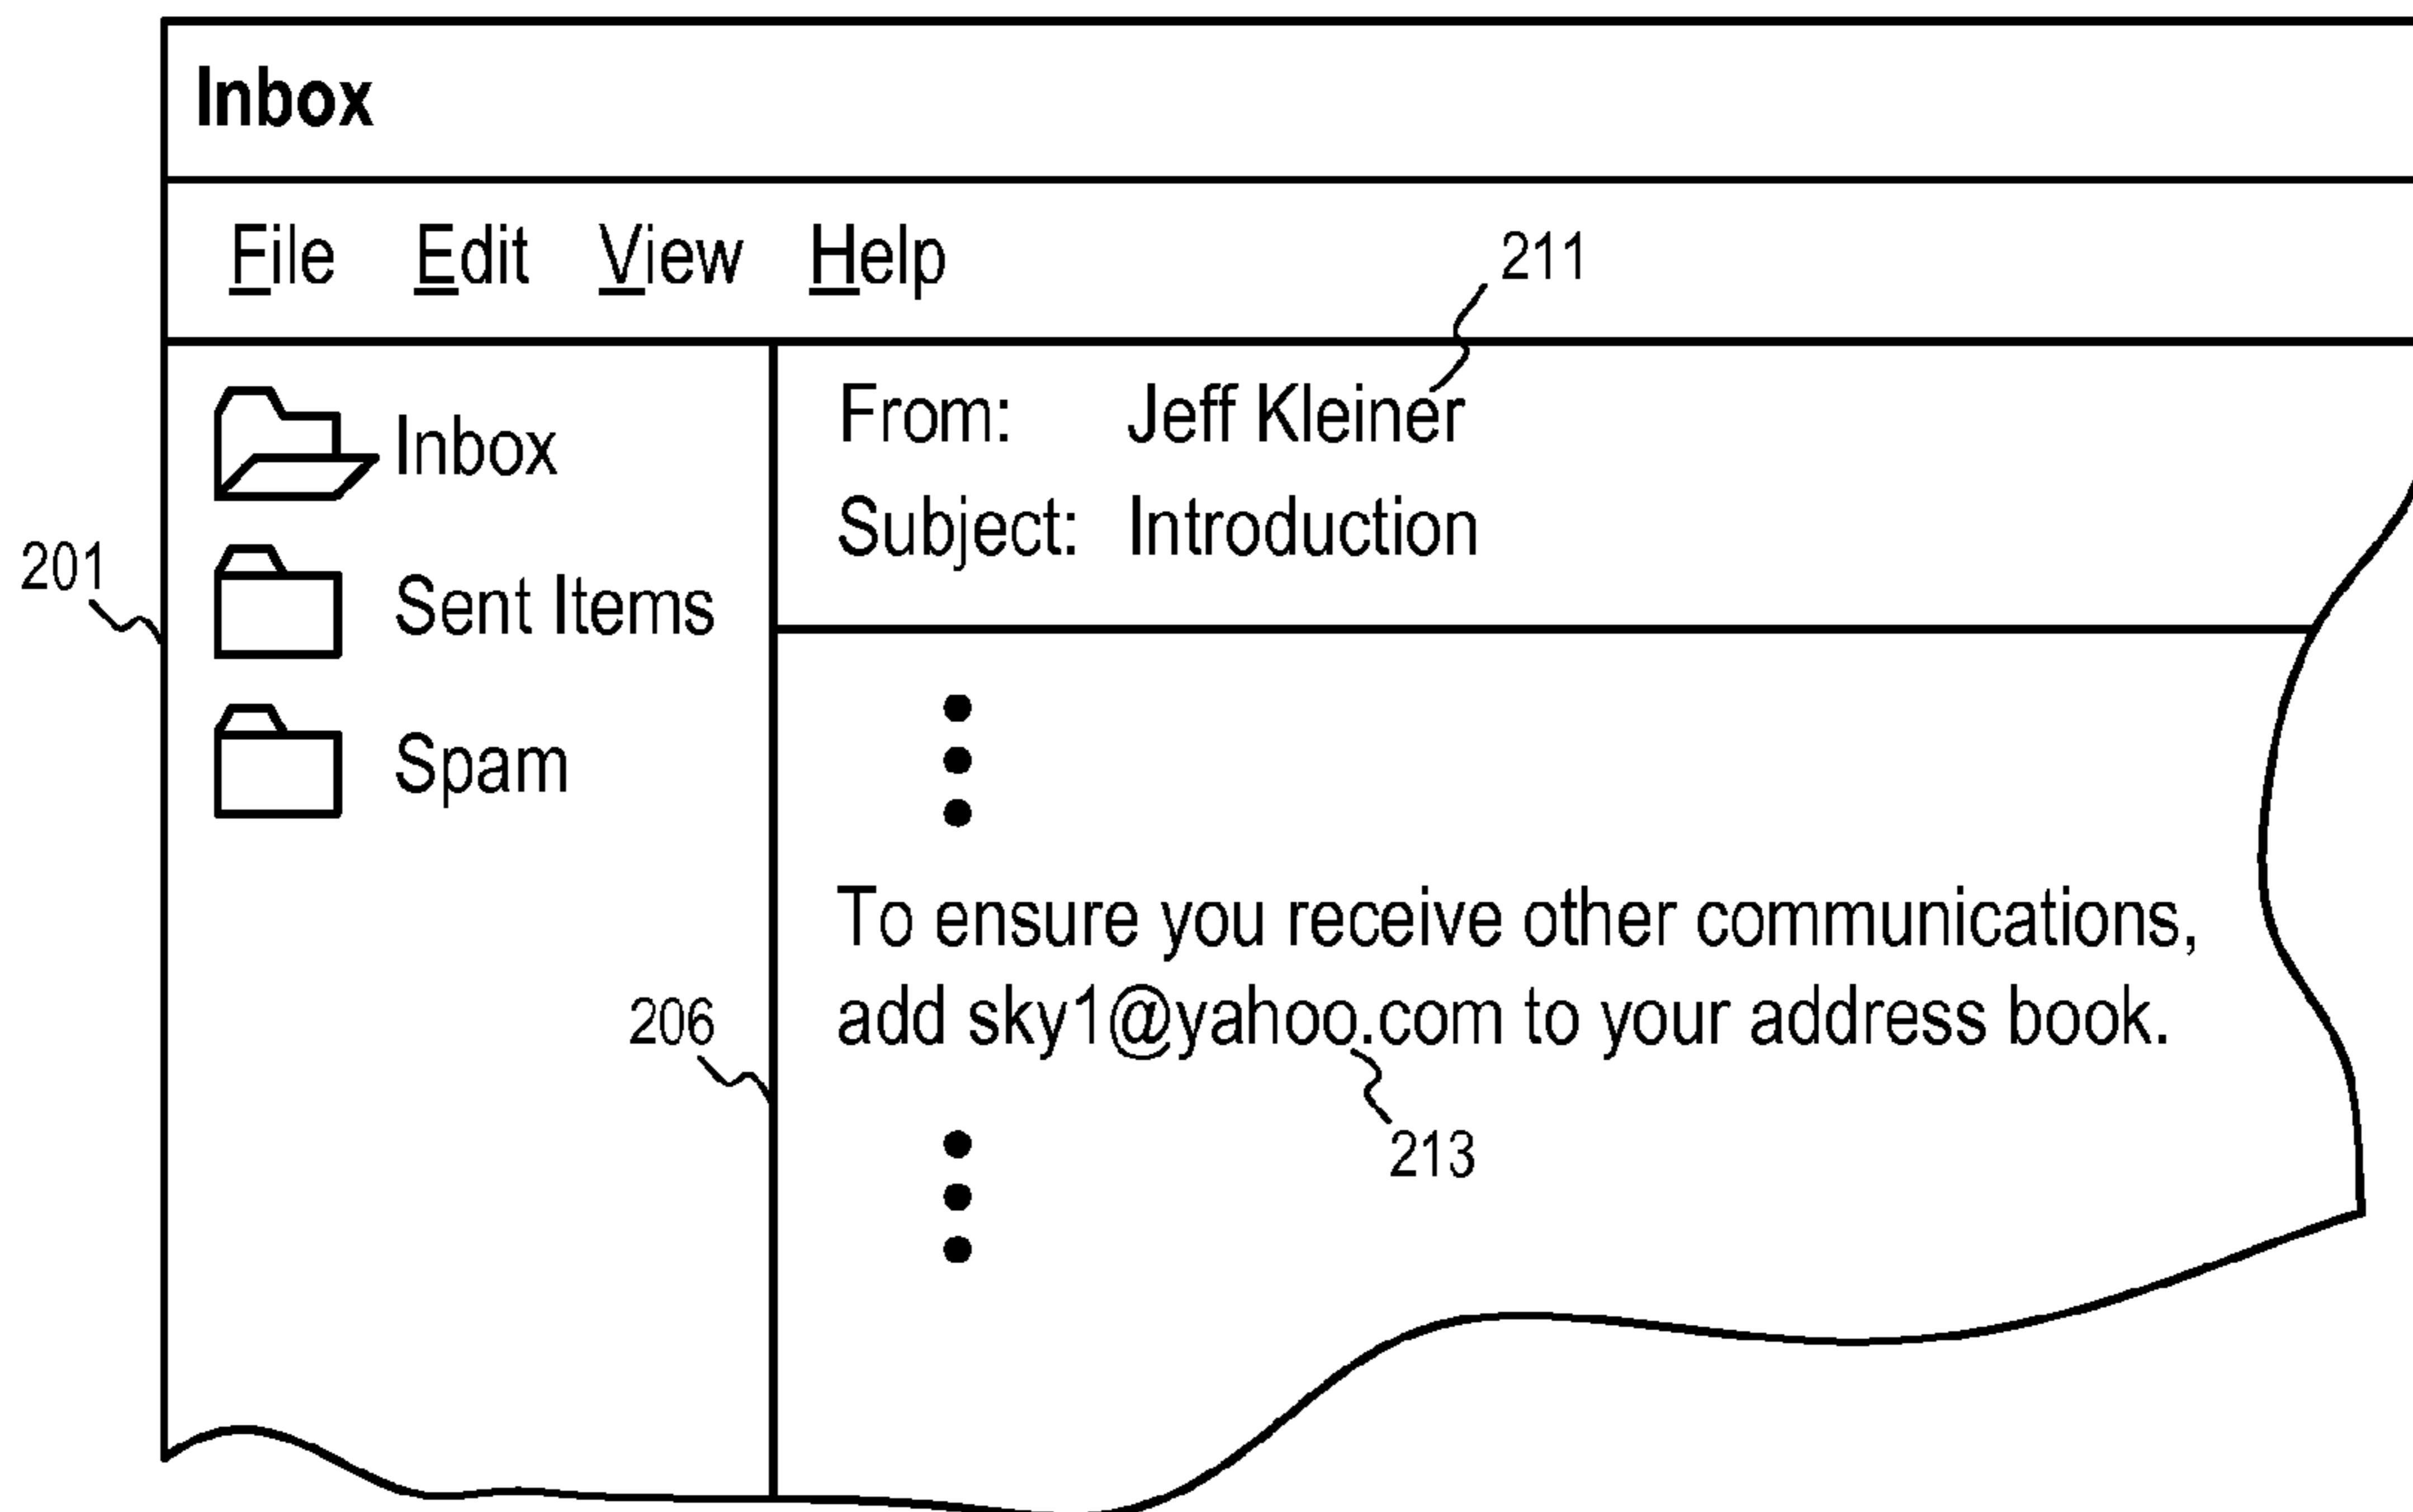 Inbox
File Edit View Help
211
Inbox
Sent Items
Spam
201
From: Jeff Kleiner
Subject: Introduction
To ensure you receive other communications,
add sky1@yahoo.com to your address book.
206
213